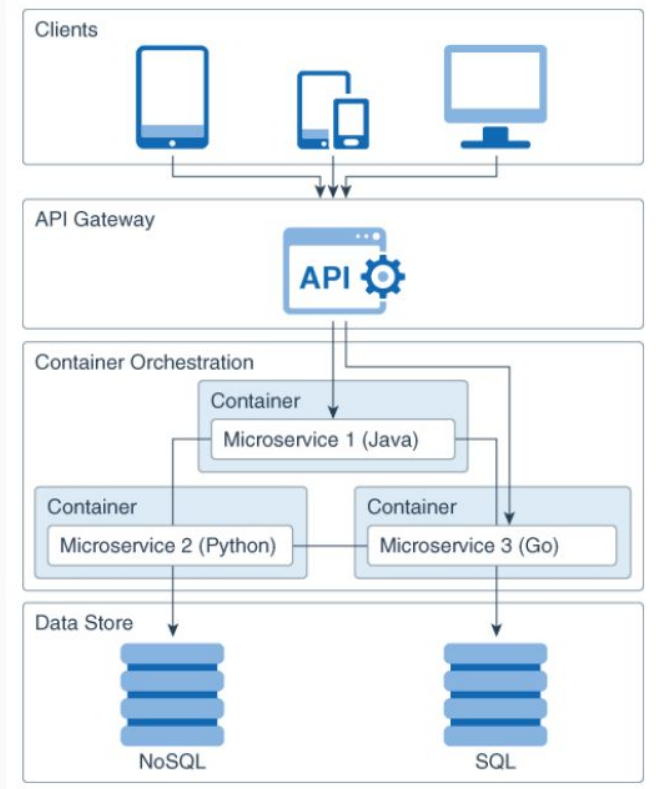 Clients
API Gateway
API
Container Orchestration
Container
Microservice 1 (Java)
Container
Microservice 2 (Python)
Container
Microservice 3 (Go)
Data Store
NoSQL
SQL